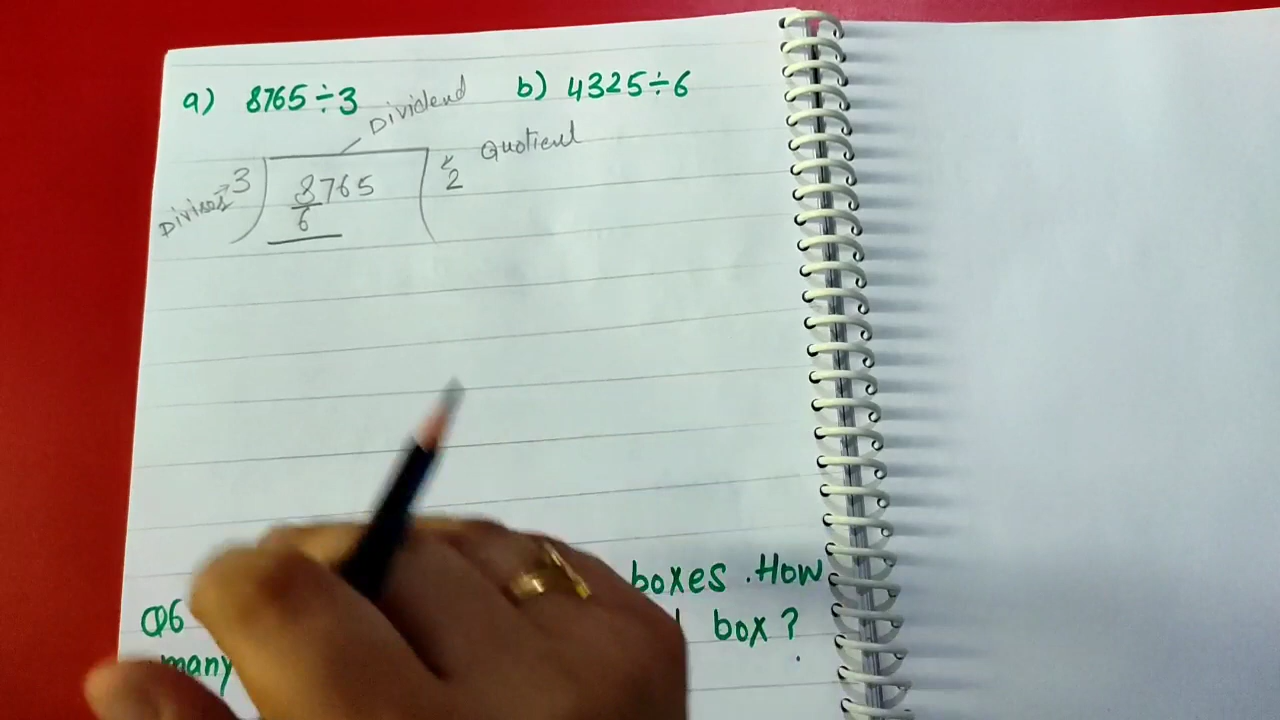 a) 8765÷3 b) 4325÷6
Dividend
Quotient
Divisor 3 8765 2
6
boxes. How
Q6 box?
many